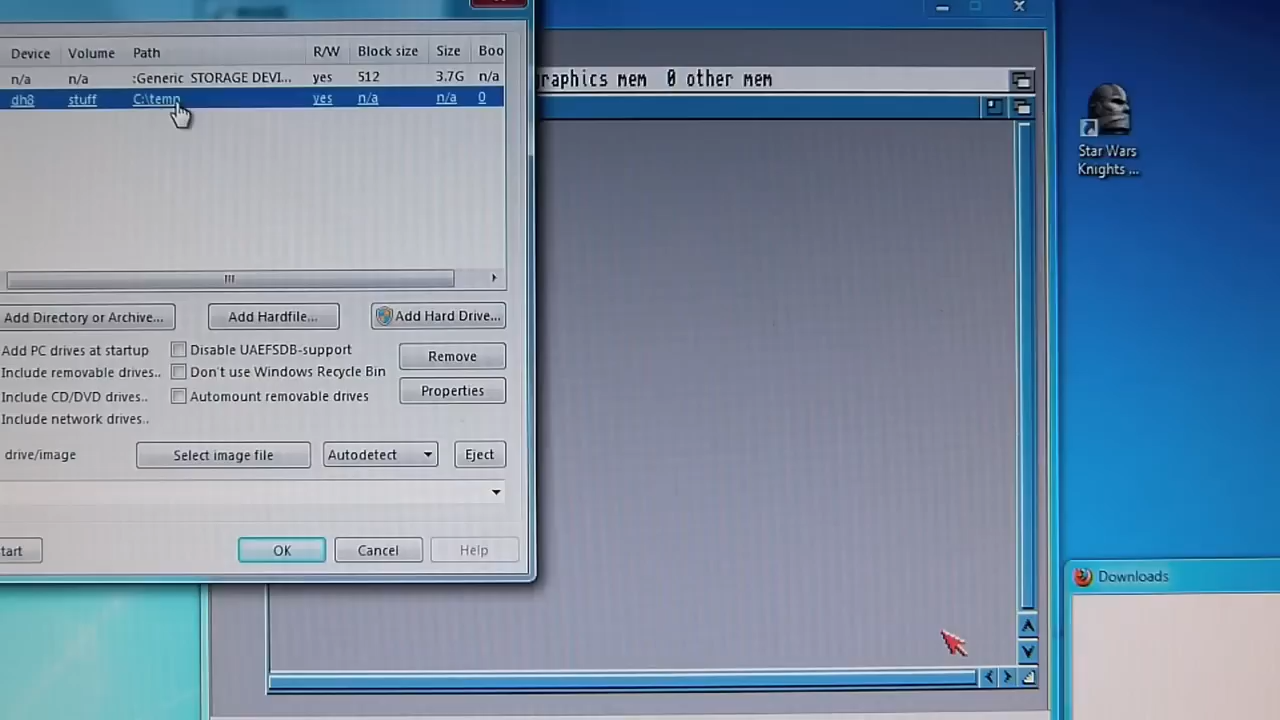 Device Volume Path R/W Block size Size Boo
n/a n/a :Generic STORAGE DEVI... yes 512 3.7G n/a
dh8 stuff C:\temp yes n/a n/a 0
graphics mem 0 other mem
Star Wars
Knights ...
Add Directory or Archive... Add Hardfile... Add Hard Drive...
Add PC drives at startup Disable UAEFSDB-support Remove
Include removable drives.. Don't use Windows Recycle Bin
Include CD/DVD drives.. Automount removable drives Properties
Include network drives..
drive/image Select image file Autodetect Eject
tart OK Cancel Help
Downloads